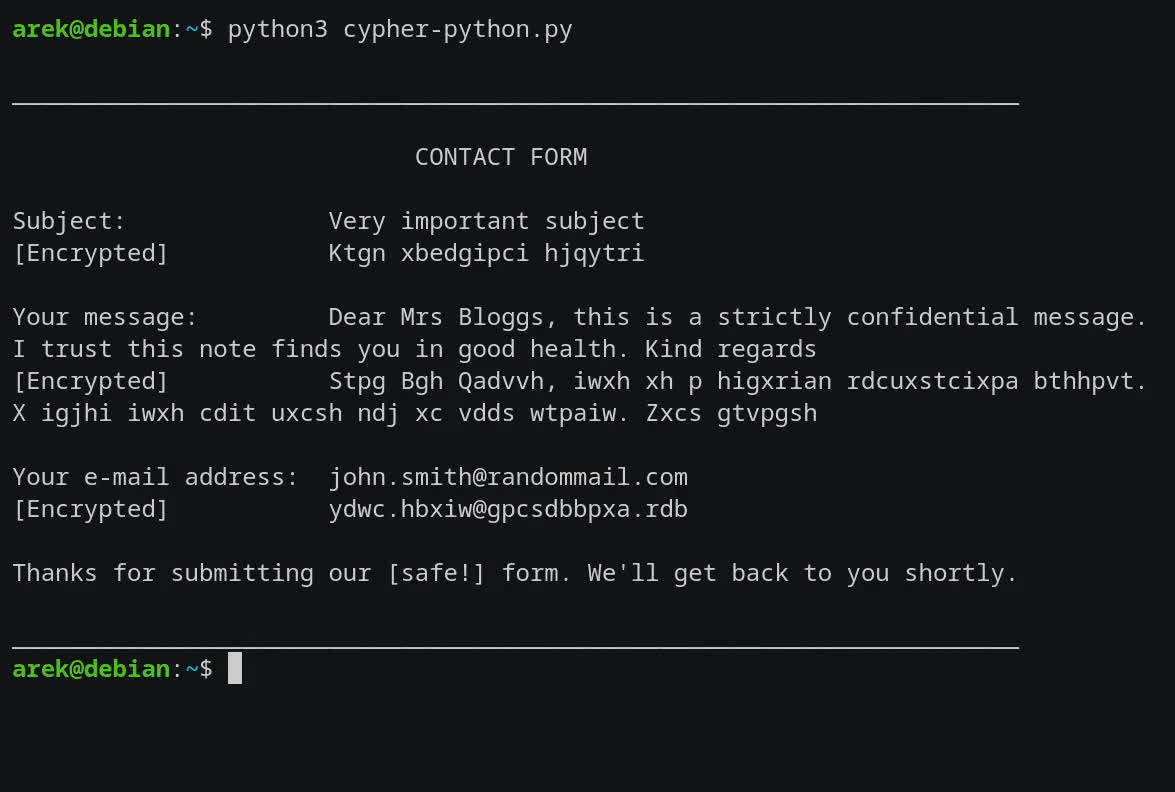 arek@debian:~$ python3 cypher-python.py
CONTACT FORM
Subject: Very important subject
[Encrypted] Ktgn xbedgipci hjqytri
Your message: Dear Mrs Bloggs, this is a strictly confidential message.
I trust this note finds you in good health. Kind regards
[Encrypted] Stpg Bgh Qadvvh, iwxh xh p higxrian rdcuxstcixpa bthhpvt.
X igjhi iwxh cdit uxcsh ndj xc vdds wtpaiw. Zxcs gtvpgsh
Your e-mail address: john.smith@randommail.com
[Encrypted] ydwc.hbxiw@gpcsdbbpxa.rdb
Thanks for submitting our [safe!] form. We'll get back to you shortly.
arek@debian:~$